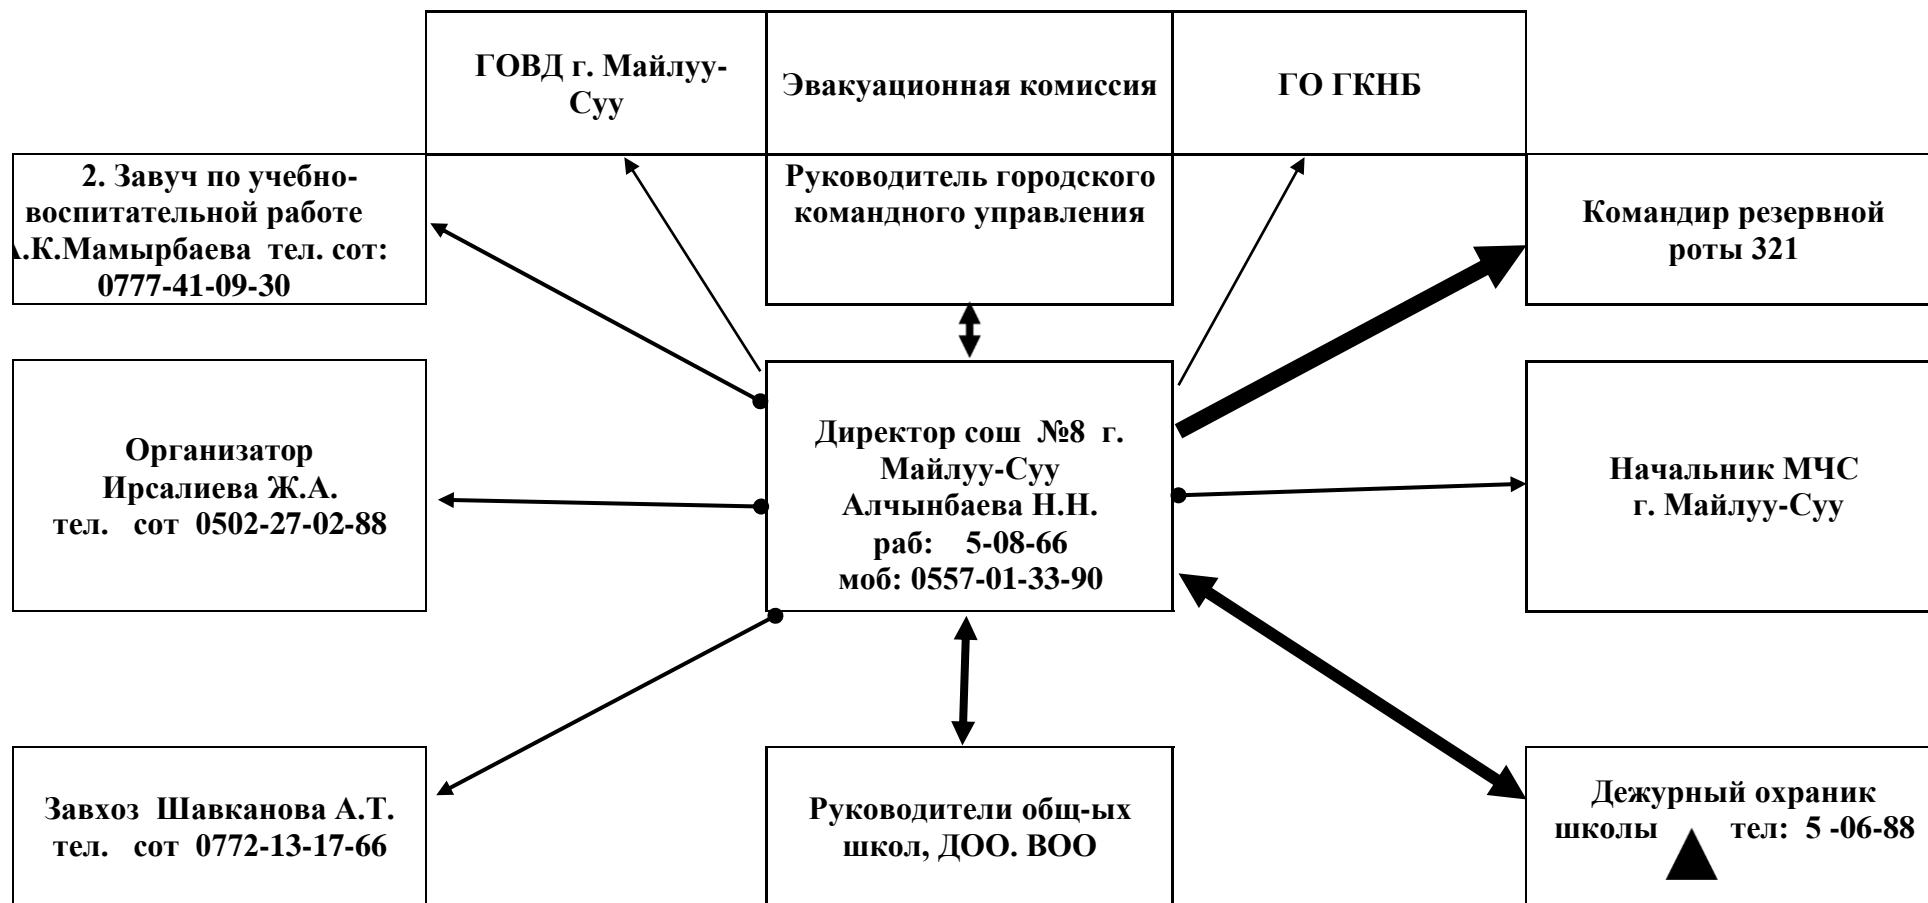 ГОВД г. Майлуу-
Суу
Эвакуационная комиссия
ГО ГКНБ
2. Завуч по учебно-
воспитательной работе
А.К.Мамырбаева тел. сот:
0777-41-09-30
Руководитель городского
командного управления
Командир резервной
роты 321
Организатор
Ирсалиева Ж.А.
тел. сот 0502-27-02-88
Директор сош №8 г.
Майлуу-Суу
Алчынбаева Н.Н.
раб: 5-08-66
моб: 0557-01-33-90
Начальник МЧС
г. Майлуу-Суу
Завхоз Шавканова А.Т.
тел. сот 0772-13-17-66
Руководители общ-ых
школ, ДОО. ВОО
Дежурный охраник
школы тел: 5 -06-88